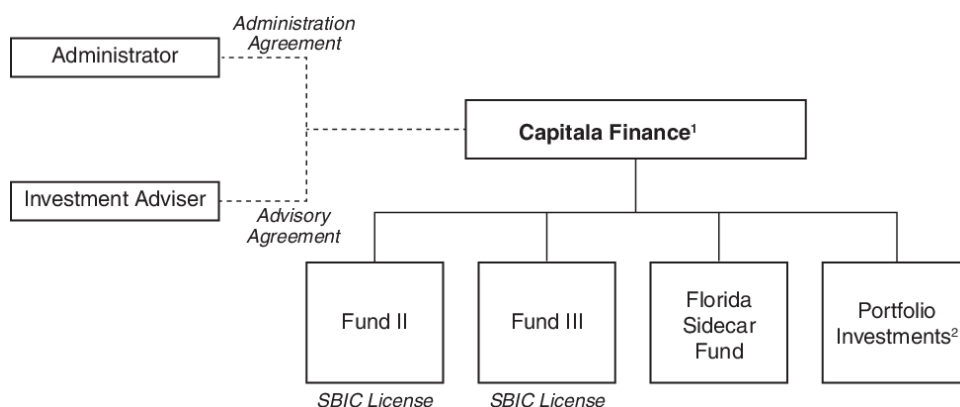 Administration
Agreement
Administrator
Capitala Finance¹
Investment Adviser
Advisory
Agreement
Fund II
Fund III
Florida
Sidecar
Fund
Portfolio
Investments²
SBIC License
SBIC License